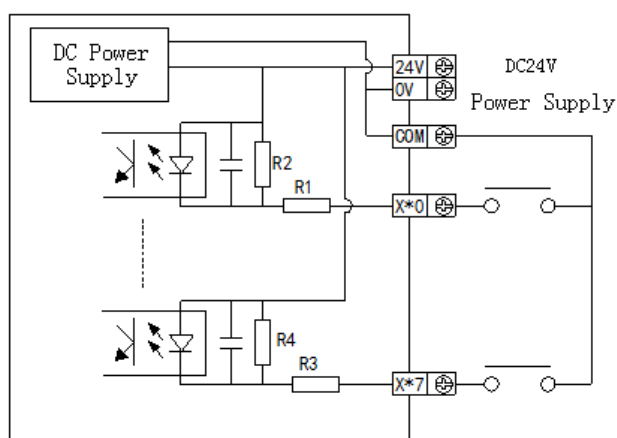 DC Power
Supply
24V
DC24V
0V
Power Supply
COM
R2
R1
X*0
R4
R3
X*7